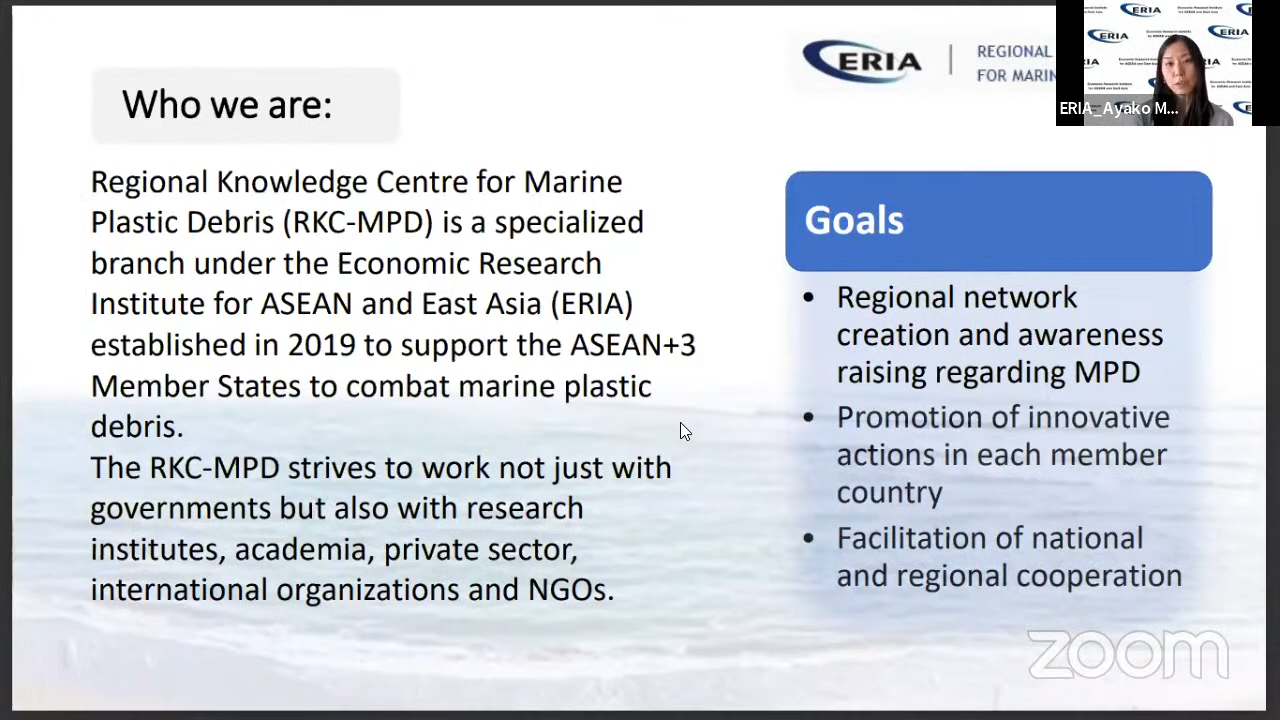 Who we are:
Regional Knowledge Centre for Marine
Plastic Debris (RKC-MPD) is a specialized
branch under the Economic Research
Institute for ASEAN and East Asia (ERIA)
established in 2019 to support the ASEAN+3
Member States to combat marine plastic
debris.
The RKC-MPD strives to work not just with
governments but also with research
institutes, academia, private sector,
international organizations and NGOs.
ERIA
REGIONAL
FOR MARIN
ERIA_Ayako M...
Goals
• Regional network
creation and awareness
raising regarding MPD
• Promotion of innovative
actions in each member
country
• Facilitation of national
and regional cooperation
zoom